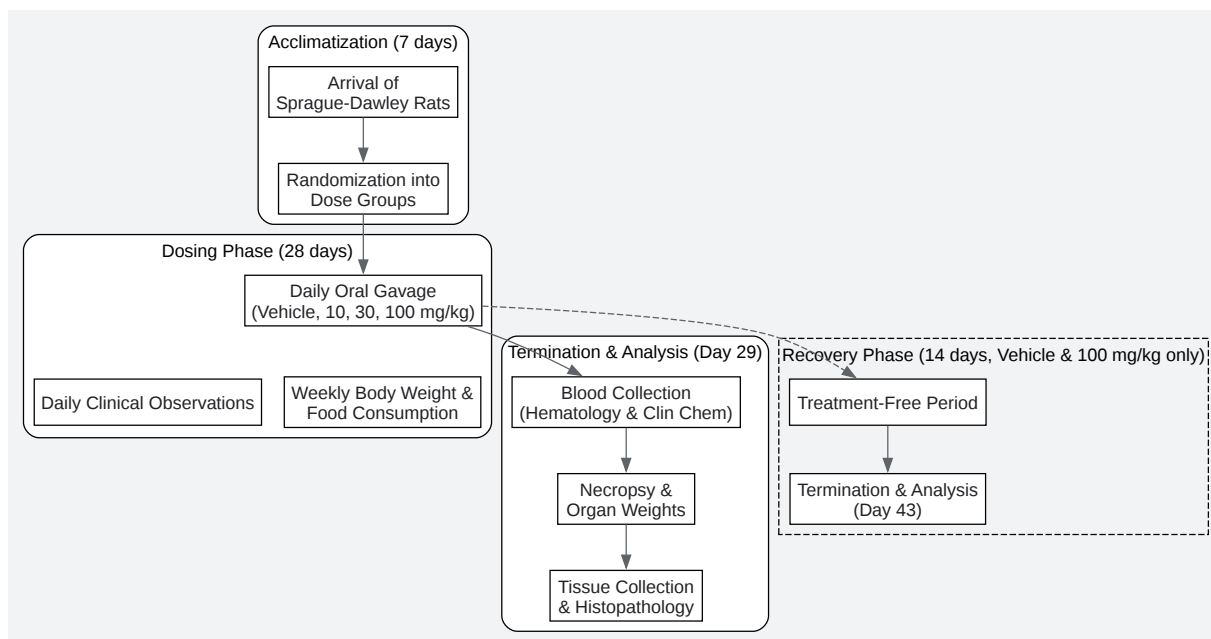 Acclimatization (7 days)
Arrival of
Sprague-Dawley Rats
Randomization into
Dose Groups
Dosing Phase (28 days)
Daily Oral Gavage
(Vehicle, 10, 30, 100 mg/kg)
Daily Clinical Observations
Weekly Body Weight &
Food Consumption
Termination & Analysis (Day 29)
Blood Collection
(Hematology & Clin Chem)
Necropsy &
Organ Weights
Tissue Collection
& Histopathology
Recovery Phase (14 days, Vehicle & 100 mg/kg only)
Treatment-Free Period
Termination & Analysis
(Day 43)